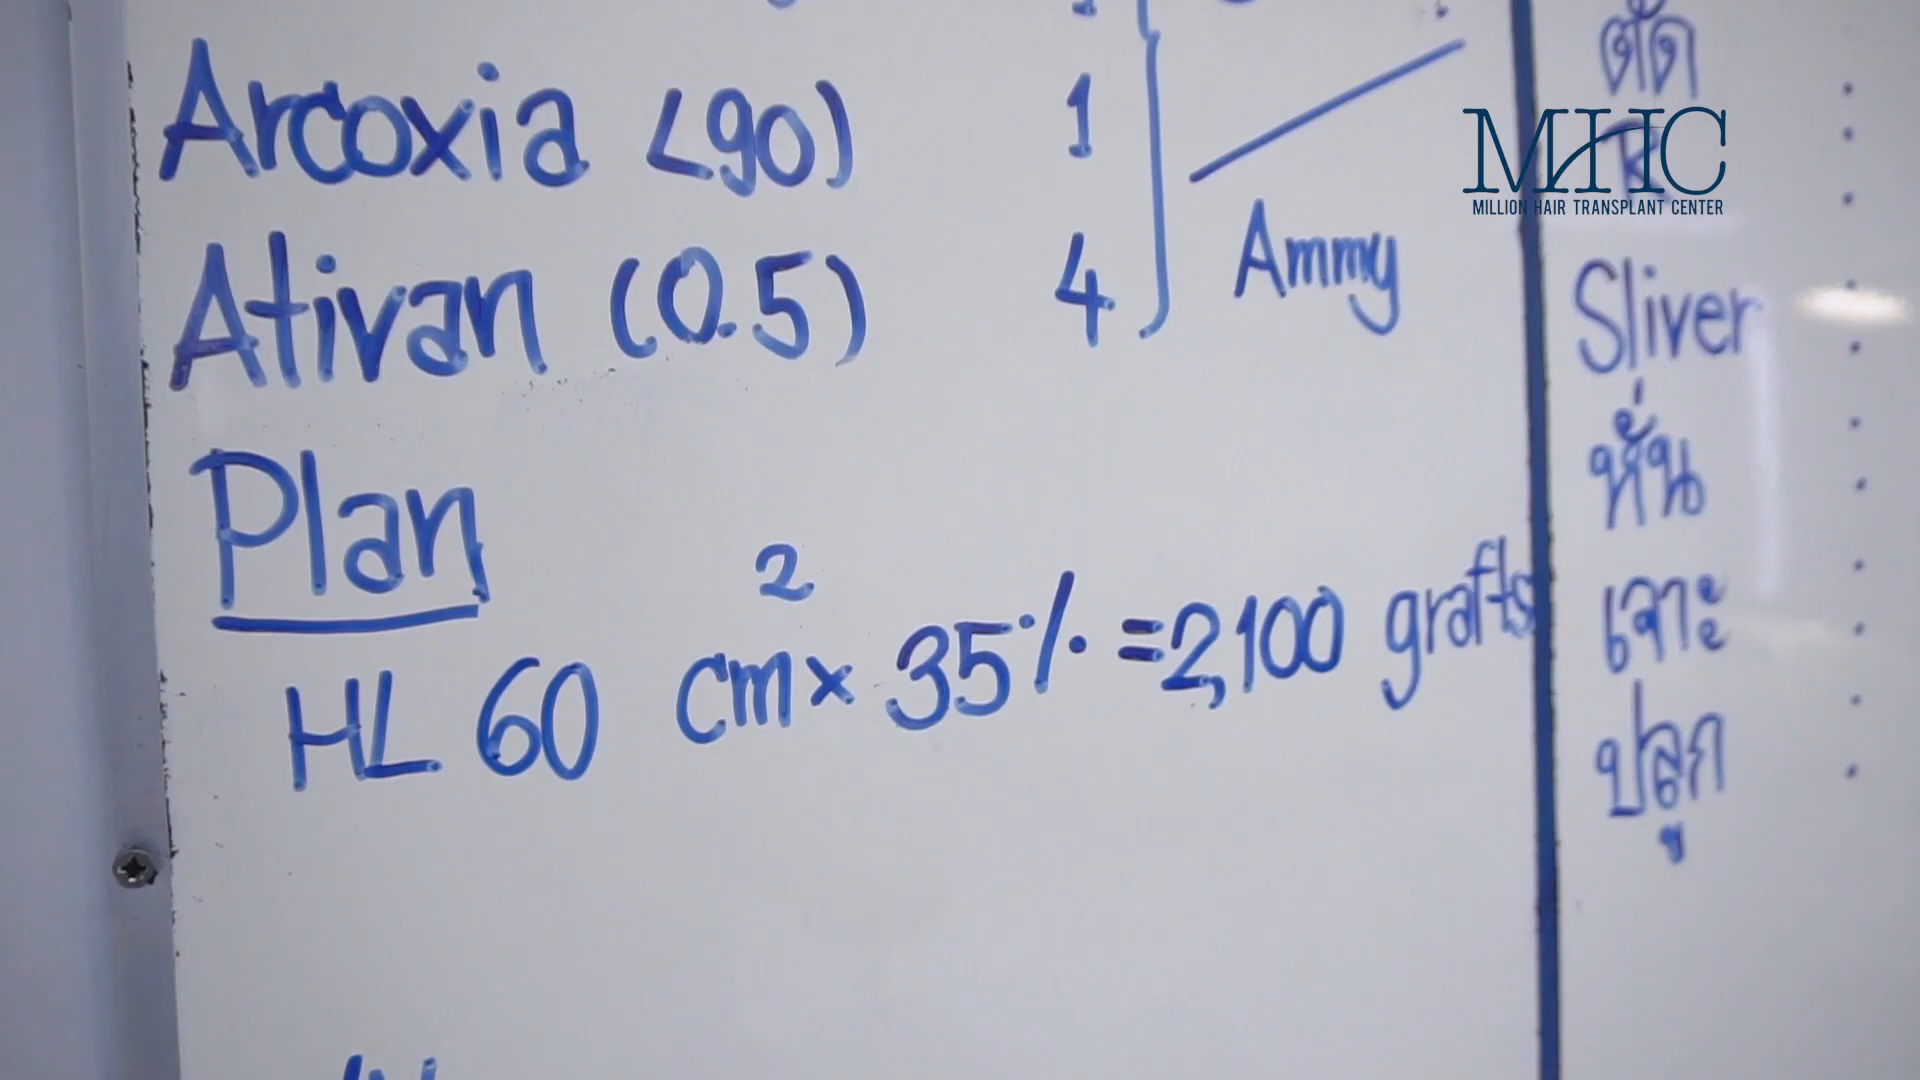 Arcoxia (90) 1
Ativan (0.5) 4
Ammy
Plan
HL 60 cm² x 35% = 2,100 grafts
ตัด
R
Sliver
หั่น
เจาะ
ปลูก
MHC
MILLION HAIR TRANSPLANT CENTER